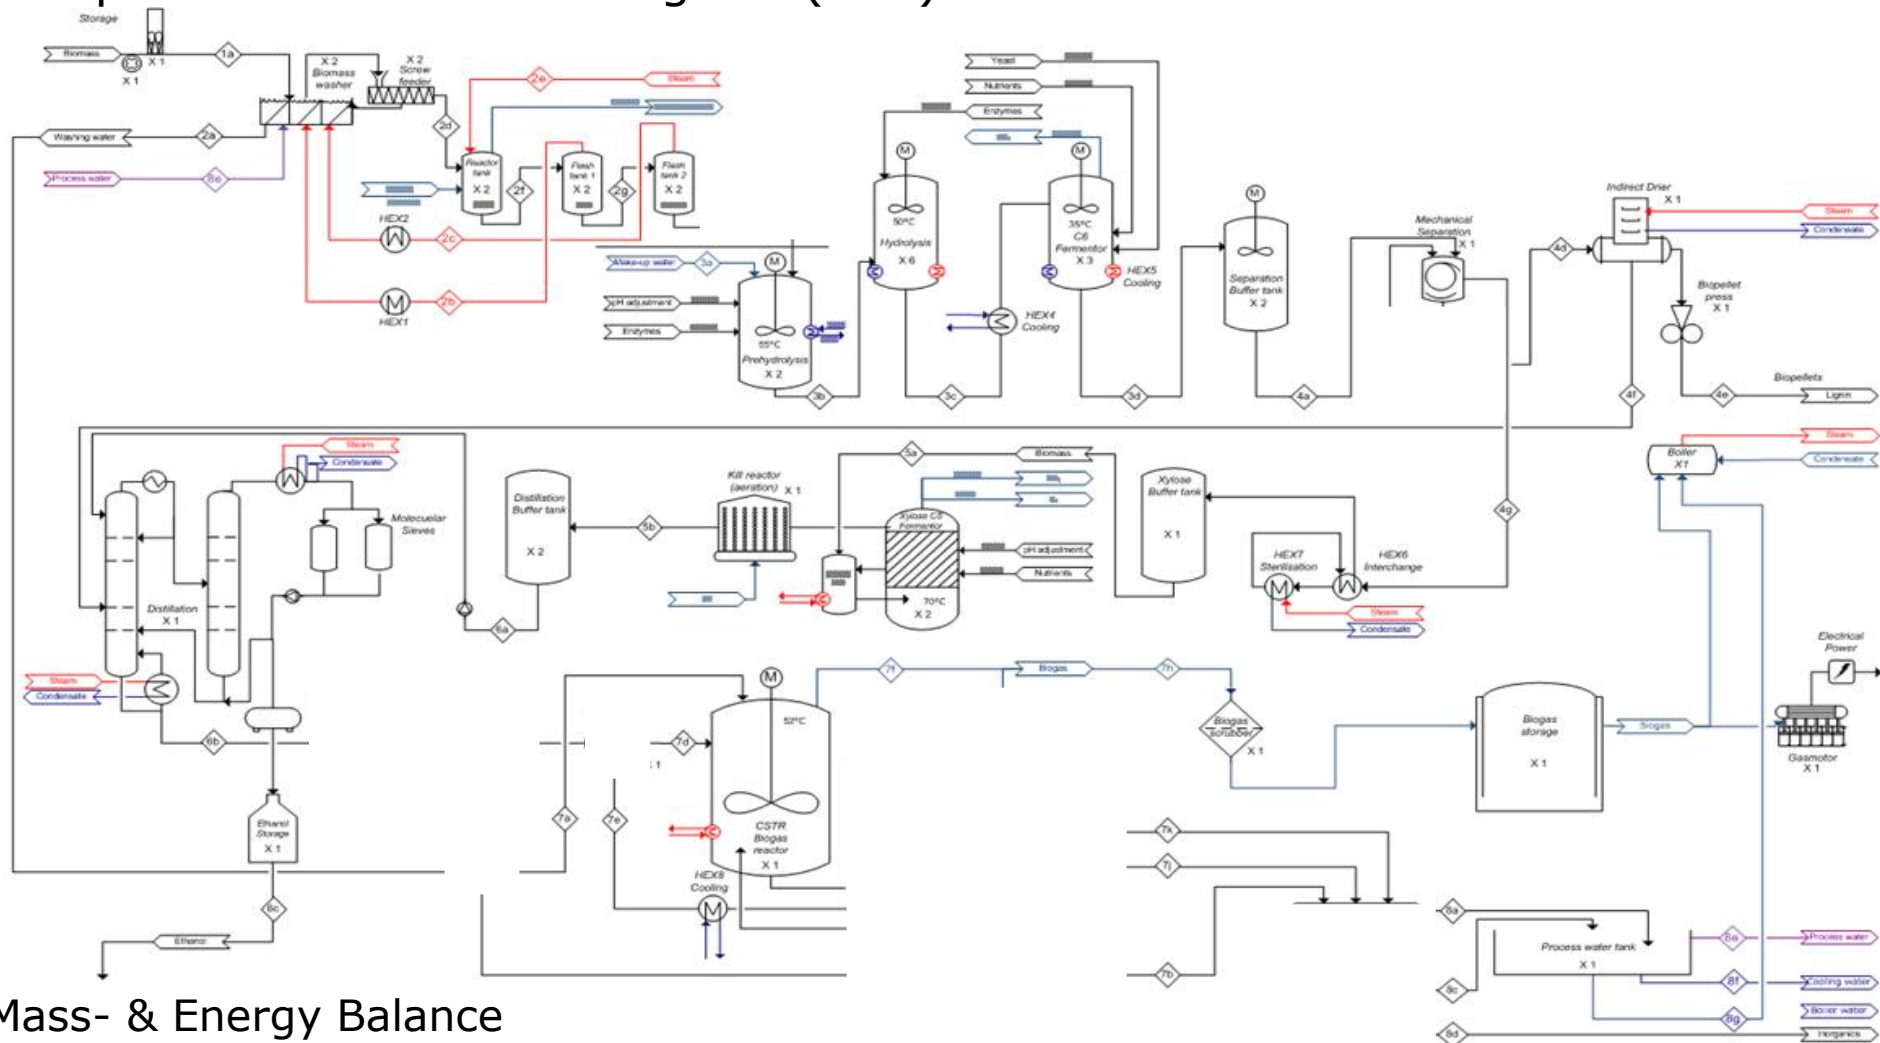 Storage
Biomass
X 1
X 1
1a
X 2
Biomass
washer
X 2
Screw
feeder
2e
Steam
Washing water
2a
2d
Process water
8e
Reactor
tank
X 2
2f
Flash
tank 1
X 2
2g
Flash
tank 2
X 2
HEX2
2c
HEX1
2b
Yeast
Nutrients
Enzymes
M
50°C
Hydrolysis
X 6
M
35°C
C6
Fermentor
X 3
HEX5
Cooling
HEX4
Cooling
Make-up water
3a
pH adjustment
Enzymes
M
55°C
Prehydrolysis
X 2
3b
3c
3d
M
Separation
Buffer tank
X 2
4a
Mechanical
Separation
X 1
4d
Indirect Drier
X 1
Steam
Condensate
Biopellet
press
X 1
Biopellets
4f
4e
Lignin
Steam
Condensate
Molecuelar
Sieves
Distillation
X 1
Steam
Condensate
6b
Distillation
Buffer tank
X 2
6a
5b
Kill reactor
(aeration) X 1
5a
Biomass
Xylose C5
Fermentor
70°C
X 2
pH adjustment
Nutrients
Xylose
Buffer tank
X 1
HEX7
Sterilisation
HEX6
Interchange
Steam
Condensate
4g
Boiler
X1
Steam
Condensate
Electrical
Power
Gasmotor
X 1
Ethanol
Storage
X 1
6c
Ethanol
7a
7e
7d
M
52°C
CSTR
Biogas
reactor
X 1
HEX8
Cooling
7f
Biogas
7h
Biogas
scrubber
X 1
Biogas
storage
X 1
Biogas
7k
7j
7b
8a
8c
8d
Process water tank
X 1
8e
Process water
8f
Cooling water
8g
Boiler water
Inorganics
Mass- & Energy Balance